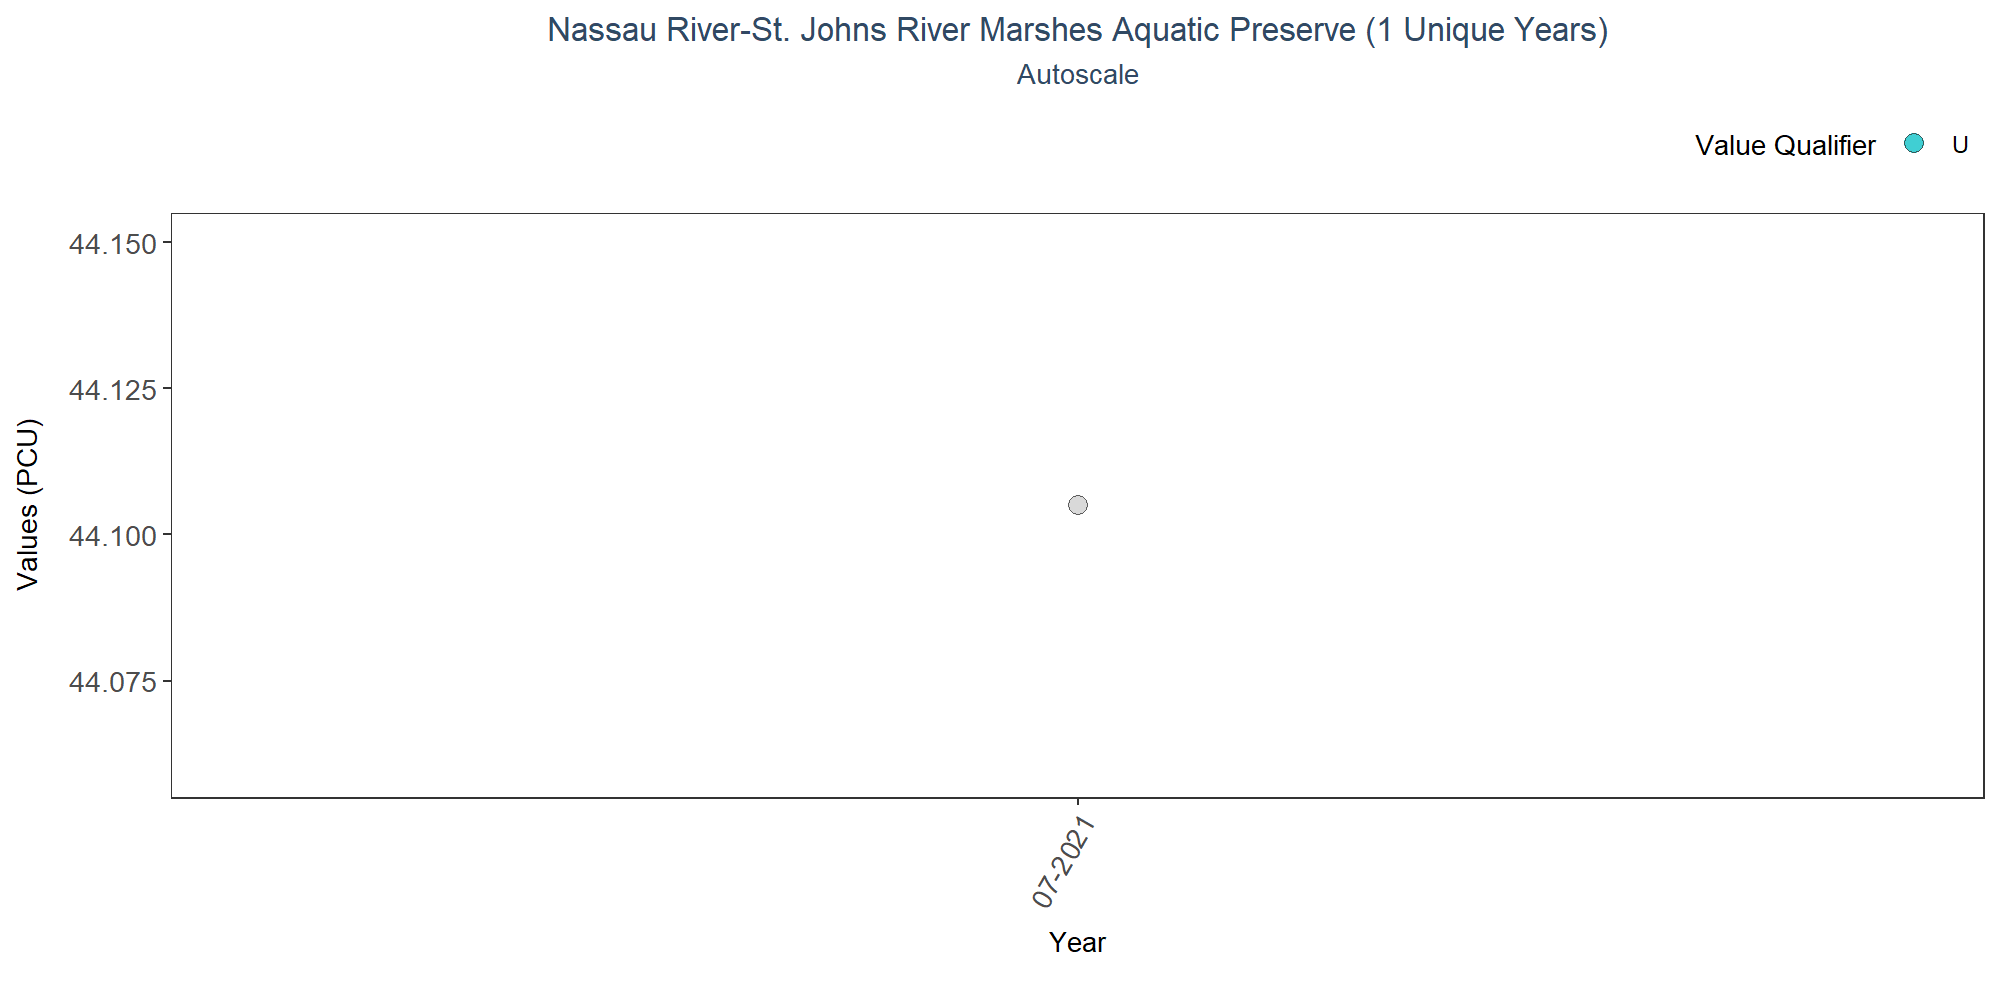 Nassau River-St. Johns River Marshes Aquatic Preserve (1 Unique Years)
Autoscale
Value Qualifier U
44.150
44.125
44.100
44.075
Values (PCU)
07-2021
Year